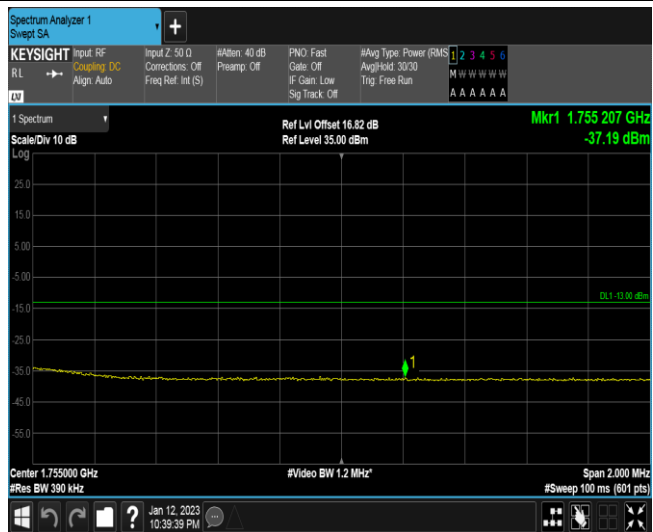 Spectrum Analyzer 1
Swept SA
+
KEYSIGHT
RL
LXI
Input: RF
Coupling: DC
Align: Auto
Input Z: 50 Ω
Corrections: Off
Freq Ref: Int (S)
#Atten: 40 dB
Preamp: Off
PNO: Fast
Gate: Off
IF Gain: Low
Sig Track: Off
#Avg Type: Power (RMS
Avg|Hold: 30/30
Trig: Free Run
1 2 3 4 5 6
M W W W W W
A A A A A A
1 Spectrum
Scale/Div 10 dB
Log
Ref Lvl Offset 16.82 dB
Ref Level 35.00 dBm
Mkr1 1.755 207 GHz
-37.19 dBm
25.0
15.0
5.00
-5.00
DL1 -13.00 dBm
-15.0
-25.0
1
-35.0
-45.0
-55.0
Center 1.755000 GHz
#Res BW 390 kHz
#Video BW 1.2 MHz*
Span 2.000 MHz
#Sweep 100 ms (601 pts)
?
Jan 12, 2023
10:39:39 PM